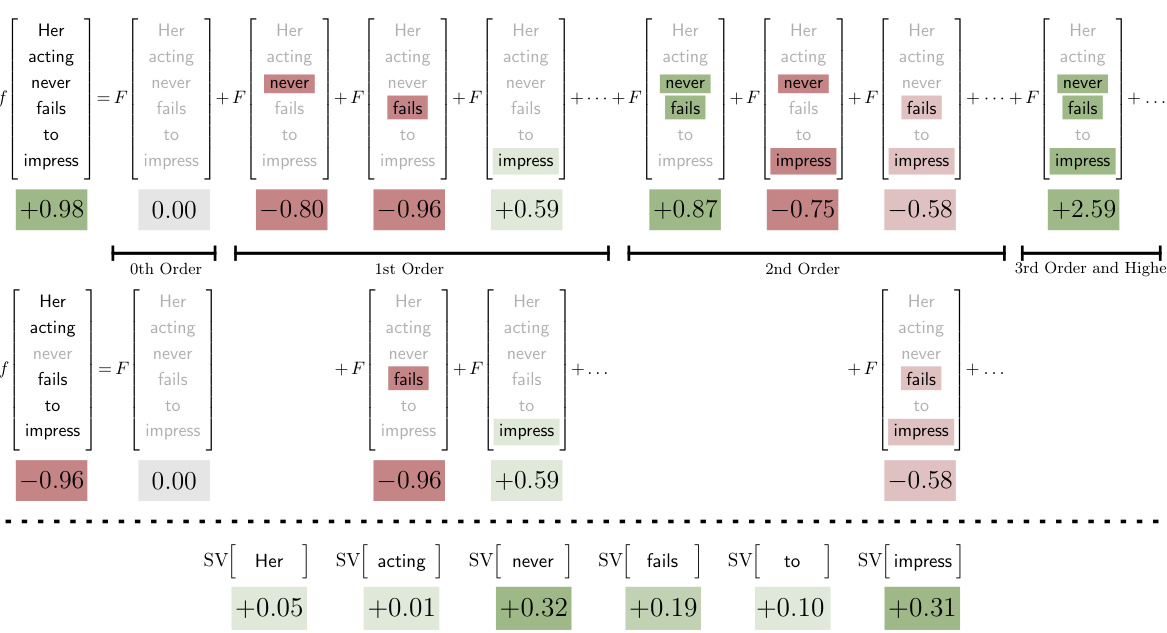 f [ Her acting never fails to impress ] = F [ Her acting never fails to impress ] + F [ Her acting never fails to impress ] + F [ Her acting never fails to impress ] + F [ Her acting never fails to impress ] + ··· + F [ Her acting never fails to impress ] + F [ Her acting never fails to impress ] + F [ Her acting never fails to impress ] + ··· + F [ Her acting never fails to impress ] + ...
+0.98 0.00 −0.80 −0.96 +0.59 +0.87 −0.75 −0.58 +2.59
0th Order 1st Order 2nd Order 3rd Order and Highe
f [ Her acting never fails to impress ] = F [ Her acting never fails to impress ] + F [ Her acting never fails to impress ] + F [ Her acting never fails to impress ] + ... + F [ Her acting never fails to impress ] + ...
−0.96 0.00 −0.96 +0.59 −0.58
SV[ Her ] SV[ acting ] SV[ never ] SV[ fails ] SV[ to ] SV[ impress ]
+0.05 +0.01 +0.32 +0.19 +0.10 +0.31